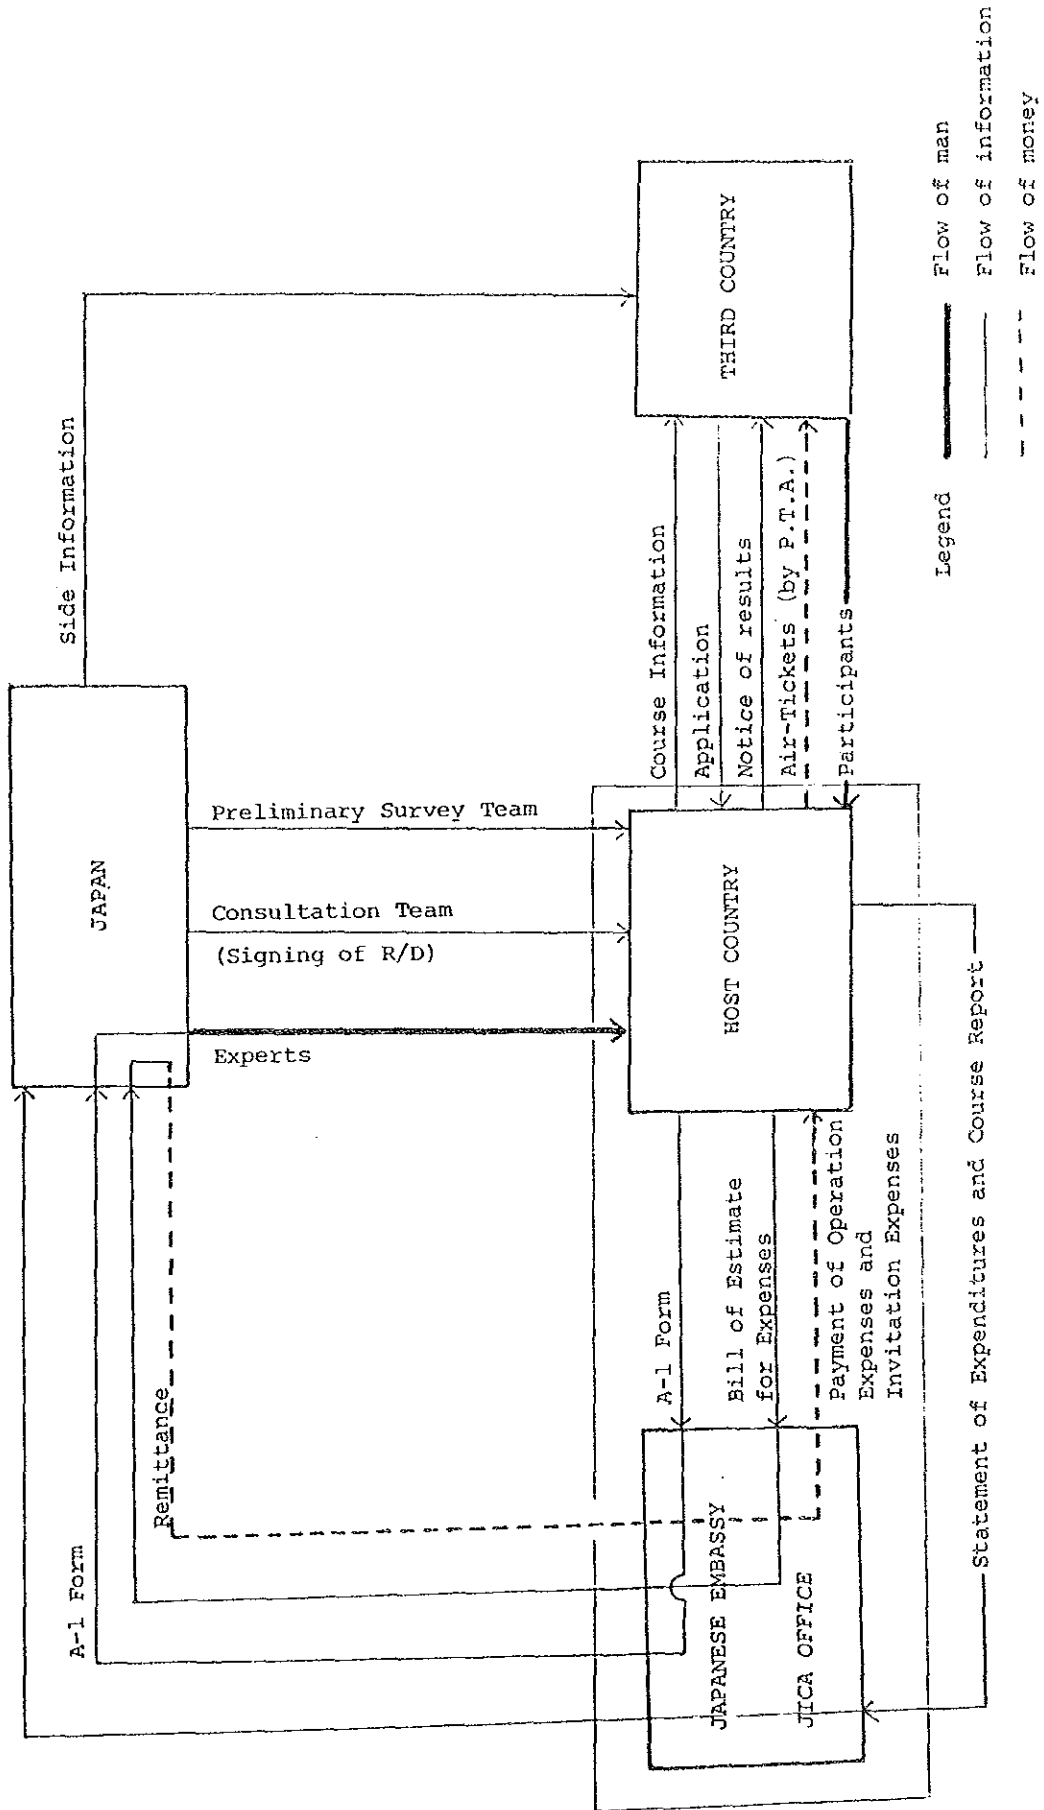 JAPAN
Side Information
A-1 Form
Remittance
Preliminary Survey Team
Consultation Team
(Signing of R/D)
Experts
JAPANESE EMBASSY
JICA OFFICE
A-1 Form
Bill of Estimate
for Expenses
Payment of Operation
Expenses and
Invitation Expenses
HOST COUNTRY
Course Information
Application
Notice of results
Air-Tickets (by P.T.A.)
Participants
THIRD COUNTRY
Statement of Expenditures and Course Report
Legend
Flow of man
Flow of information
Flow of money